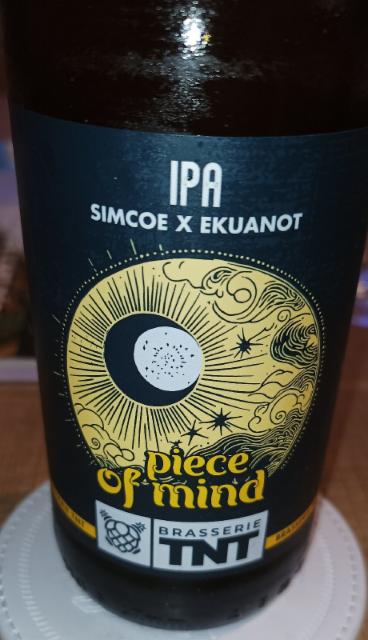 IPA
SIMCOE X EKUANOT
piece
of mind
BRASSERIE
TNT